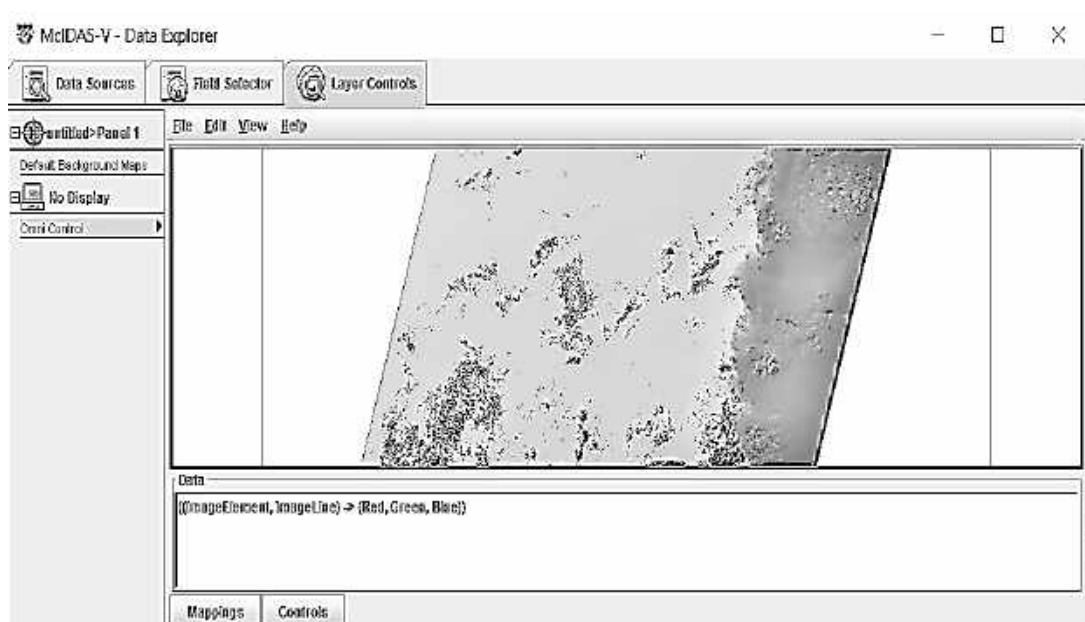 McIDAS-V - Data Explorer
Data Sources
Field Selector
Layer Controls
untitled>Panel 1
File Edit View Help
Default Background Maps
No Display
Omni Control
Data
((ImageElement, ImageLine) -> (Red, Green, Blue))
Mappings
Controls